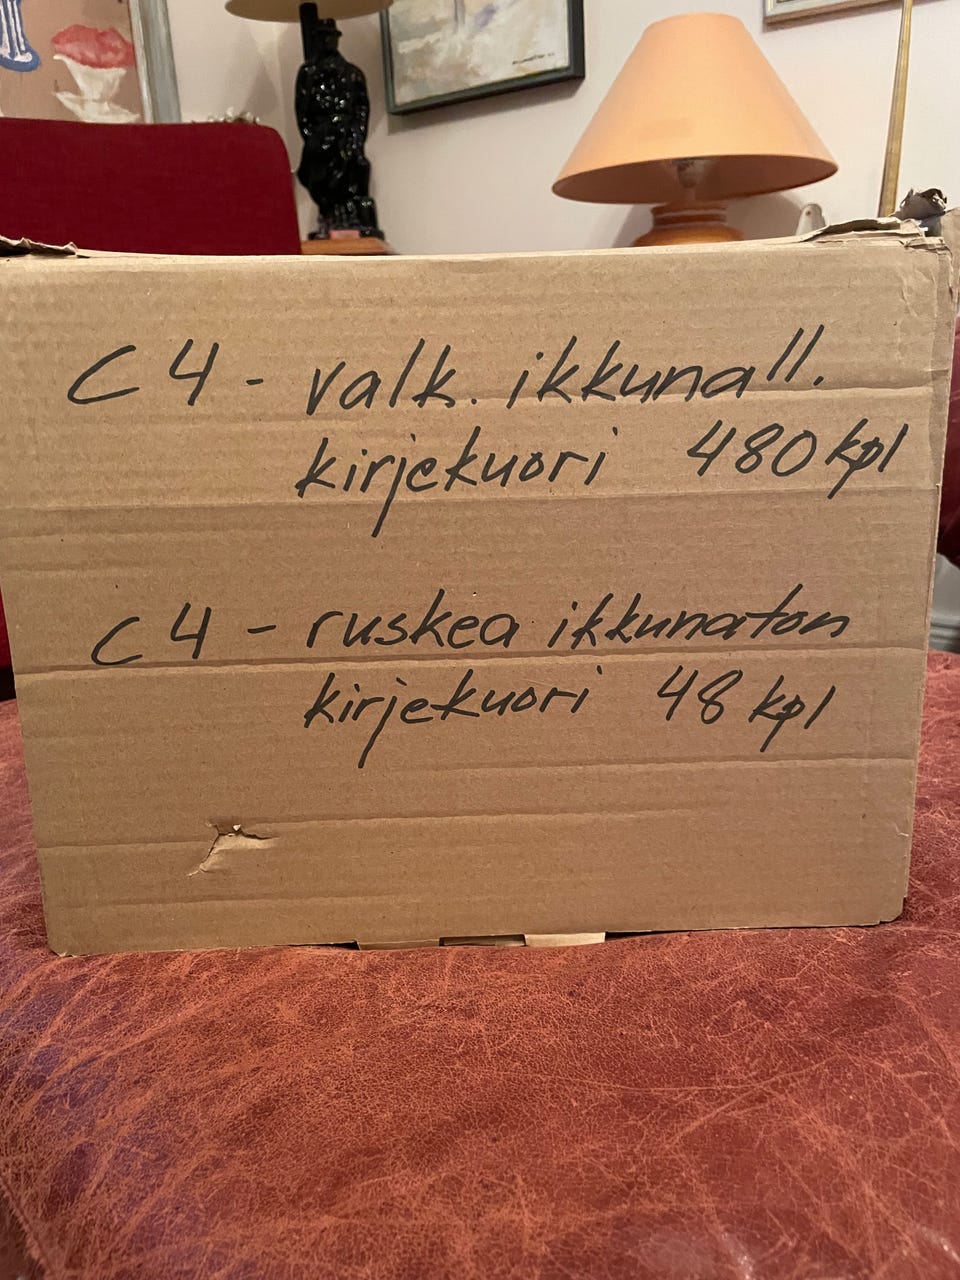 C4 - valk. ikkunall.
kirjekuori 480 kpl
C4 - ruskea ikkunaton
kirjekuori 48 kpl